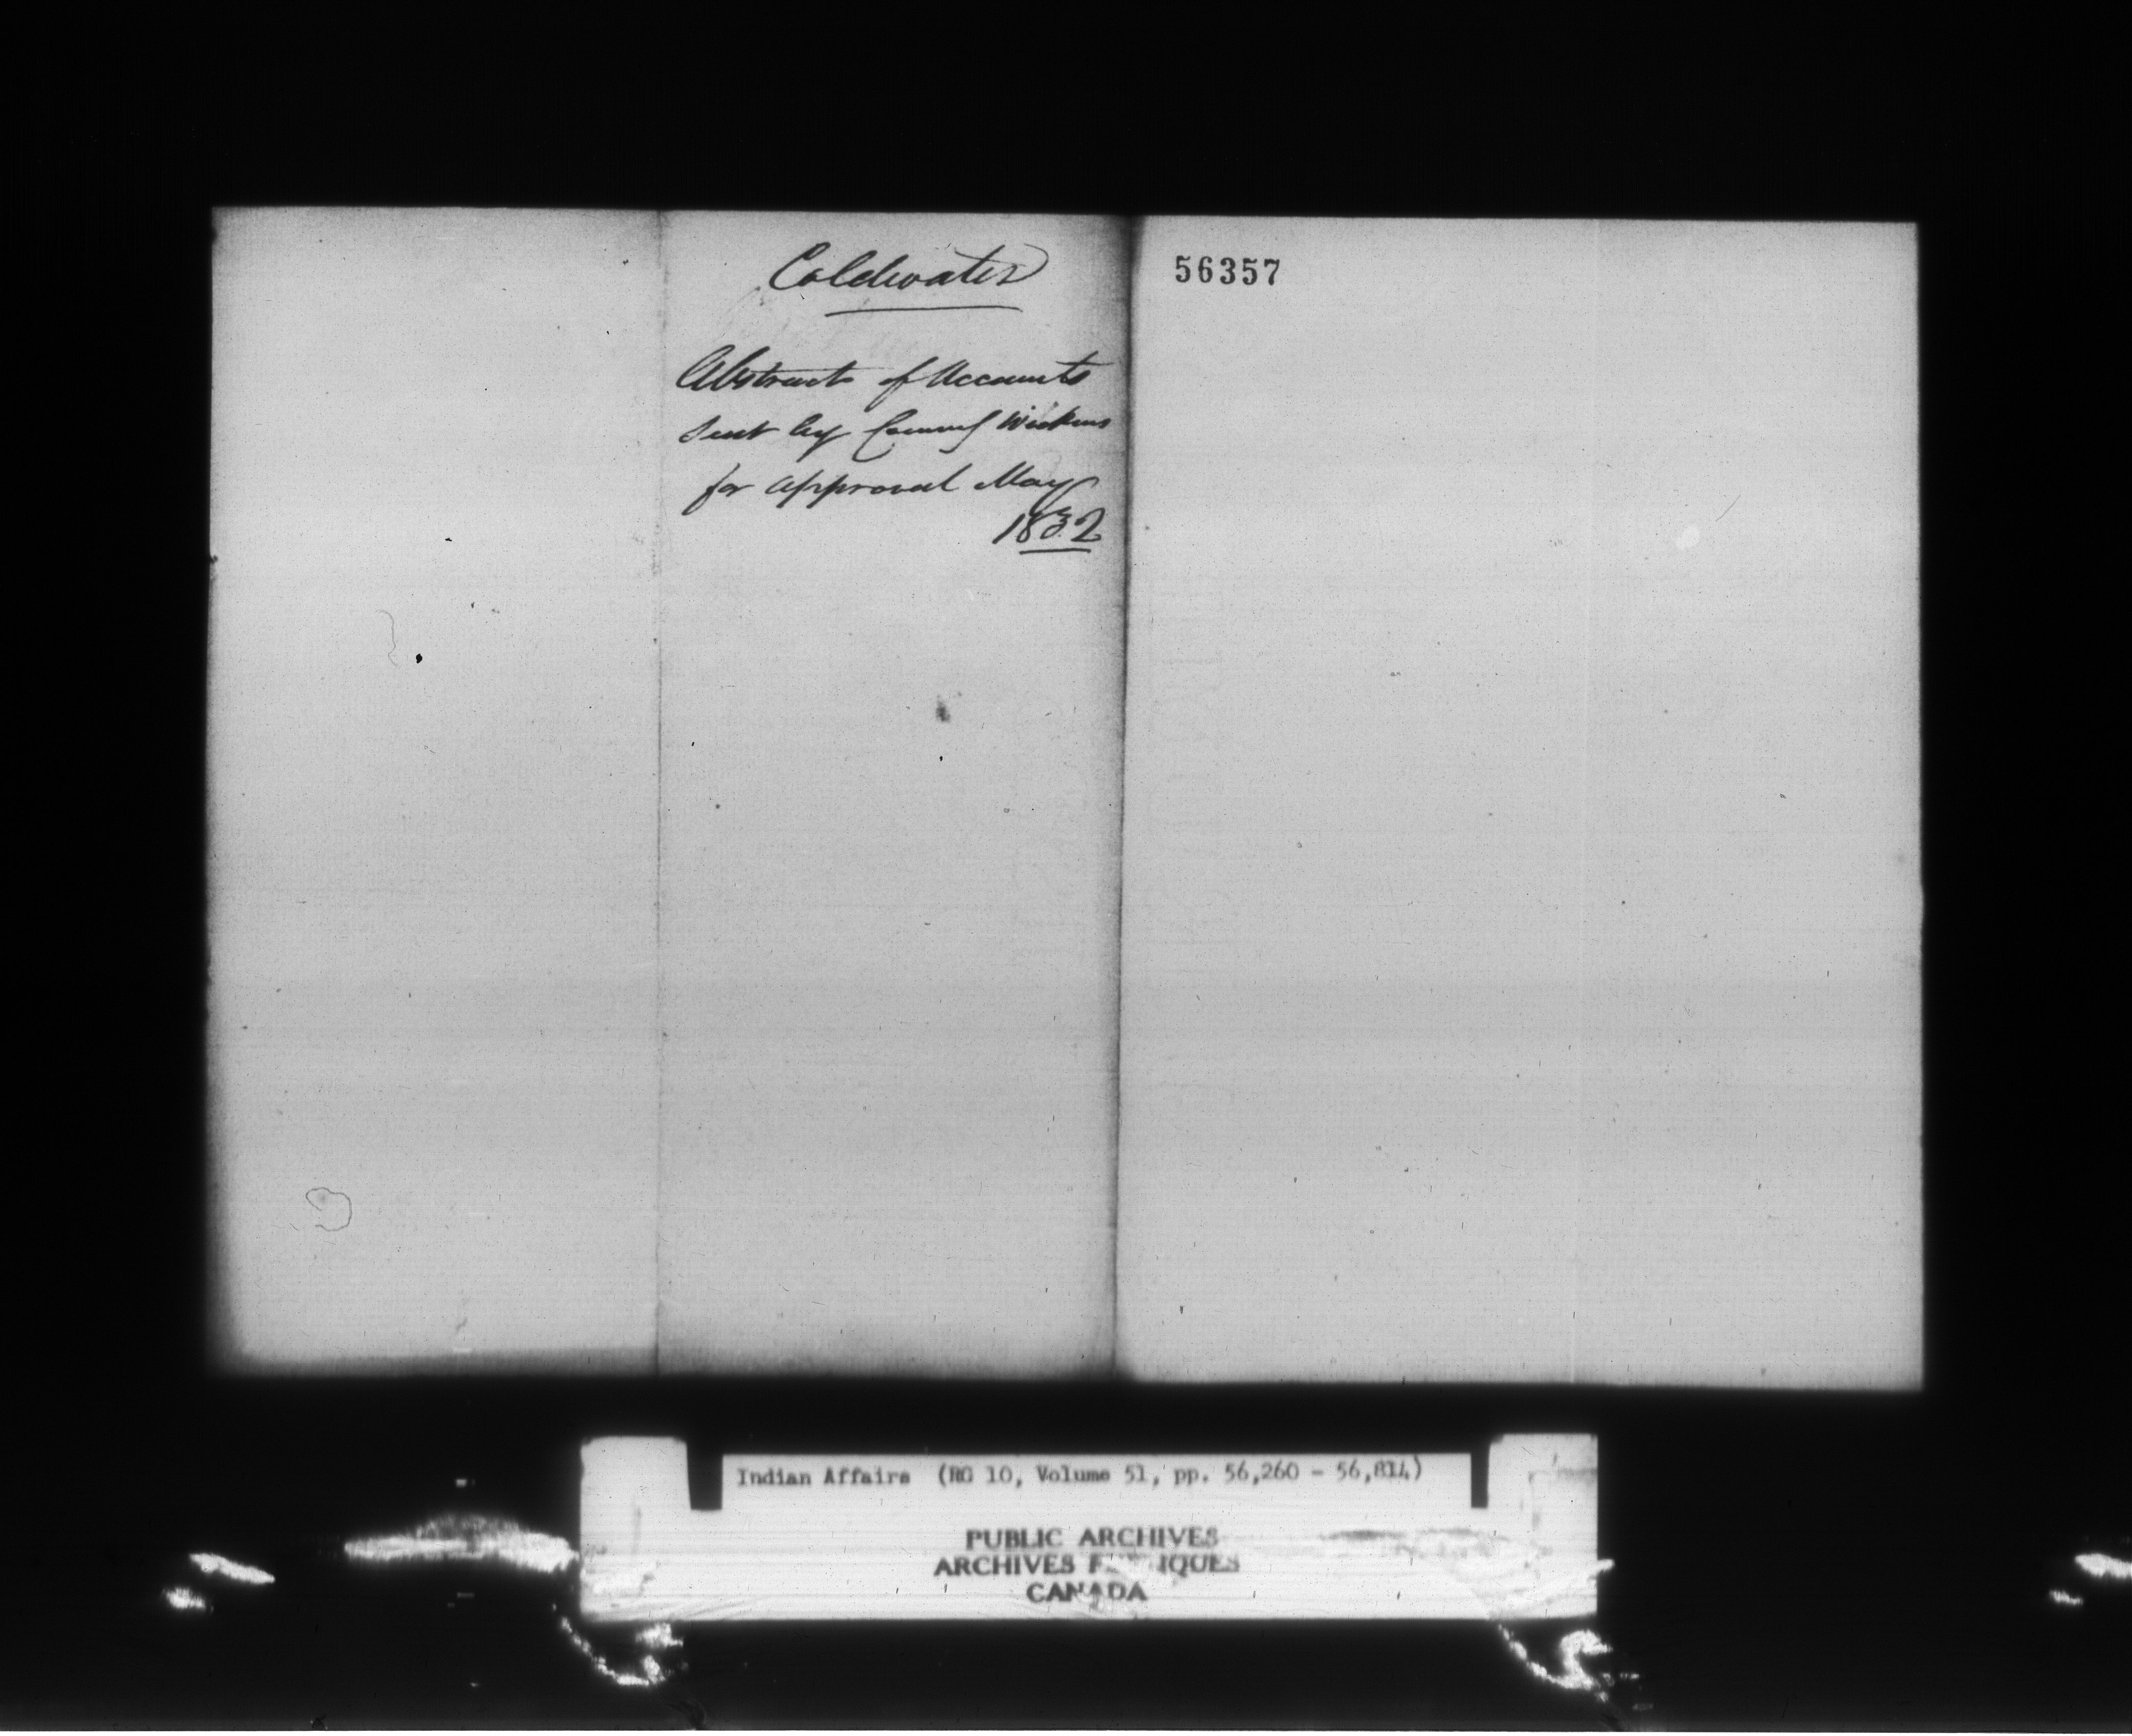 Coldwater
56357
Abstract of Accounts
sent by Wickens
for approval May
1832
Indian Affairs (RG 10, Volume 51, pp. 56,260 - 56,814)
PUBLIC ARCHIVES
ARCHIVES
CANADA